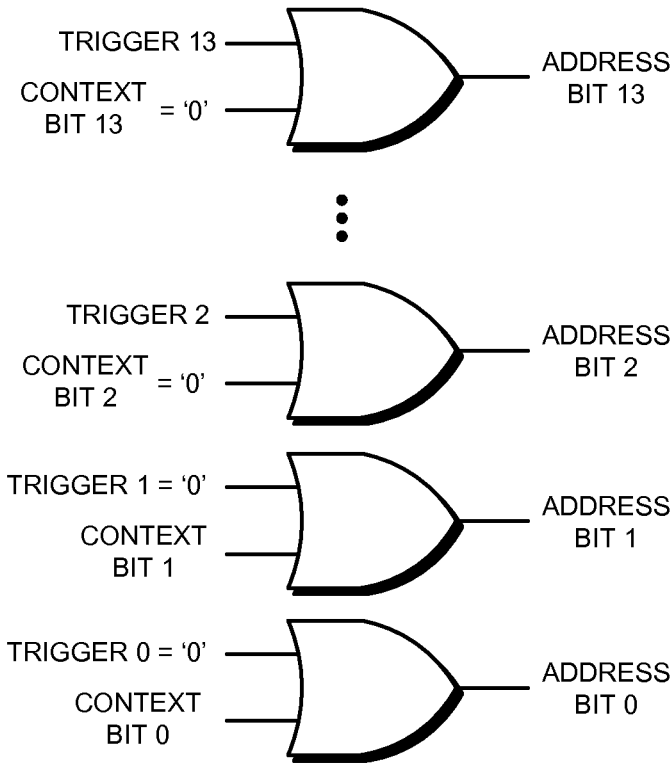 TRIGGER 13
CONTEXT
BIT 13
= ‘0’
ADDRESS
BIT 13
TRIGGER 2
CONTEXT
BIT 2
= ‘0’
ADDRESS
BIT 2
TRIGGER 1 = ‘0’
CONTEXT
BIT 1
ADDRESS
BIT 1
TRIGGER 0 = ‘0’
CONTEXT
BIT 0
ADDRESS
BIT 0